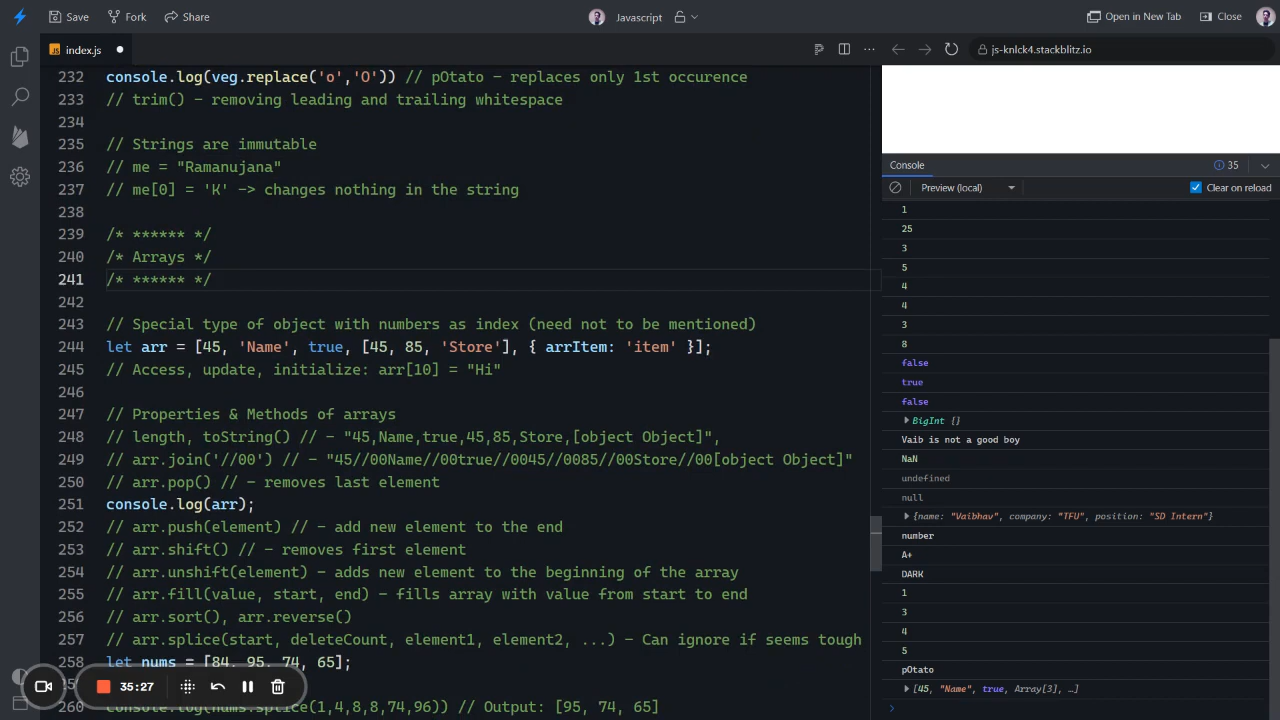 Save Fork Share Javascript Open in New Tab Close
JS index.js js-knlck4.stackblitz.io
232 console.log(veg.replace('o','O')) // pOtato - replaces only 1st occurence
233 // trim() - removing leading and trailing whitespace
234
235 // Strings are immutable
236 // me = "Ramanujana"
237 // me[0] = 'K' -> changes nothing in the string
238
239 /* ****** */
240 /* Arrays */
241 /* ****** */
242
243 // Special type of object with numbers as index (need not to be mentioned)
244 let arr = [45, 'Name', true, [45, 85, 'Store'], { arrItem: 'item' }];
245 // Access, update, initialize: arr[10] = "Hi"
246
247 // Properties & Methods of arrays
248 // length, toString() // - "45,Name,true,45,85,Store,[object Object]",
249 // arr.join('//00') // - "45//00Name//00true//0045//0085//00Store//00[object Object]"
250 // arr.pop() // - removes last element
251 console.log(arr);
252 // arr.push(element) // - add new element to the end
253 // arr.shift() // - removes first element
254 // arr.unshift(element) - adds new element to the beginning of the array
255 // arr.fill(value, start, end) - fills array with value from start to end
256 // arr.sort(), arr.reverse()
257 // arr.splice(start, deleteCount, element1, element2, ...) - Can ignore if seems tough
258 let nums = [84, 95, 74, 65];
35:27
260 console.log(nums.splice(1,4,8,8,74,96)) // Output: [95, 74, 65]
Console 35
Preview (local) Clear on reload
1
25
3
5
4
4
3
8
false
true
false
BigInt {}
Vaib is not a good boy
NaN
undefined
null
{name: "Vaibhav", company: "TFU", position: "SD Intern"}
number
A+
DARK
1
3
4
5
pOtato
[45, "Name", true, Array[3], …]